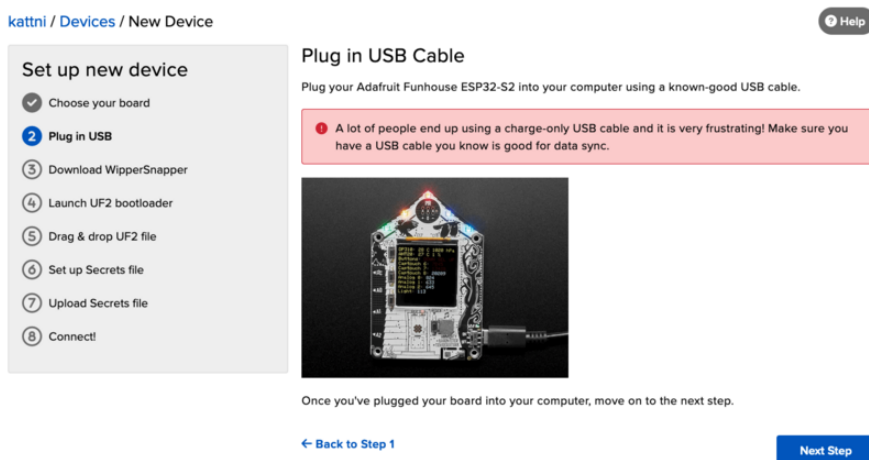 kattni / Devices / New Device
Help
Set up new device
Choose your board
2 Plug in USB
3 Download WipperSnapper
4 Launch UF2 bootloader
5 Drag & drop UF2 file
6 Set up Secrets file
7 Upload Secrets file
8 Connect!
Plug in USB Cable
Plug your Adafruit Funhouse ESP32-S2 into your computer using a known-good USB cable.
A lot of people end up using a charge-only USB cable and it is very frustrating! Make sure you
have a USB cable you know is good for data sync.
Once you've plugged your board into your computer, move on to the next step.
← Back to Step 1
Next Step